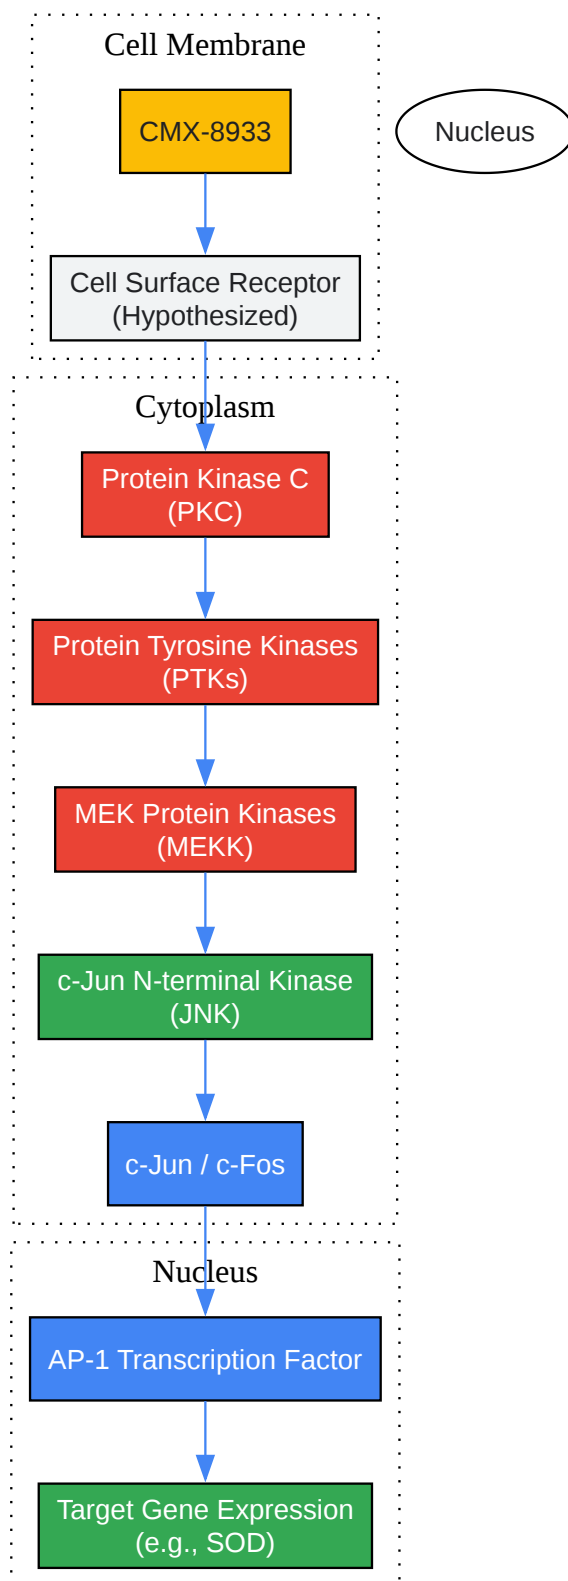 Cell Membrane
CMX-8933
Nucleus
Cell Surface Receptor
(Hypothesized)
Cytoplasm
Protein Kinase C
(PKC)
Protein Tyrosine Kinases
(PTKs)
MEK Protein Kinases
(MEKK)
c-Jun N-terminal Kinase
(JNK)
c-Jun / c-Fos
Nucleus
AP-1 Transcription Factor
Target Gene Expression
(e.g., SOD)